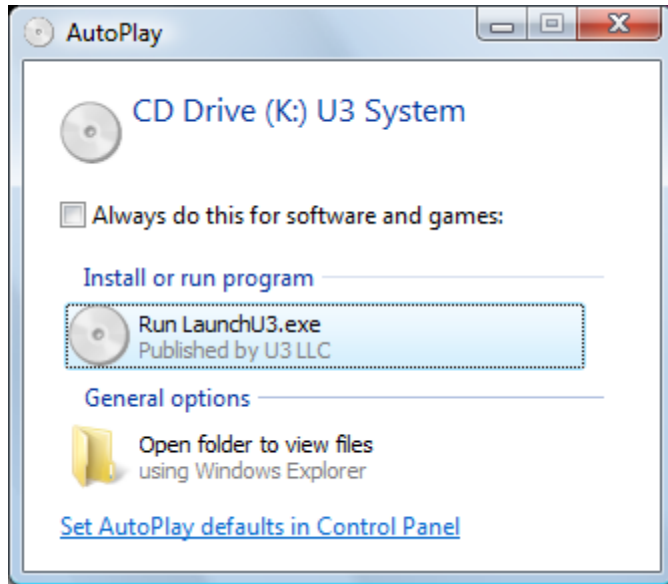 AutoPlay
CD Drive (K:) U3 System
Always do this for software and games:
Install or run program
Run LaunchU3.exe
Published by U3 LLC
General options
Open folder to view files
using Windows Explorer
Set AutoPlay defaults in Control Panel